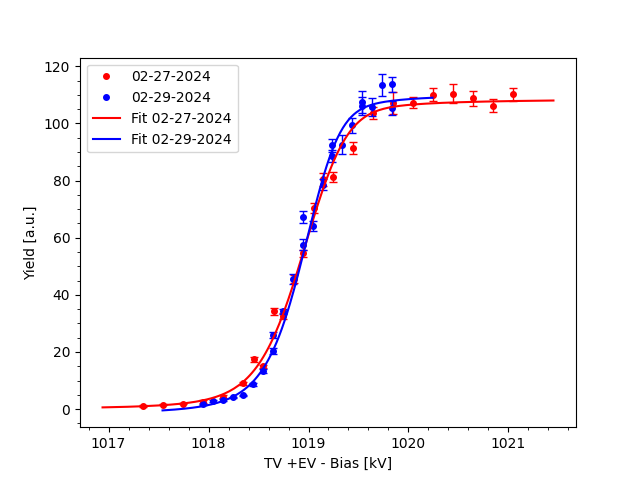 02-27-2024
02-29-2024
Fit 02-27-2024
Fit 02-29-2024
120
100
80
60
40
20
0
Yield [a.u.]
1017 1018 1019 1020 1021
TV +EV - Bias [kV]